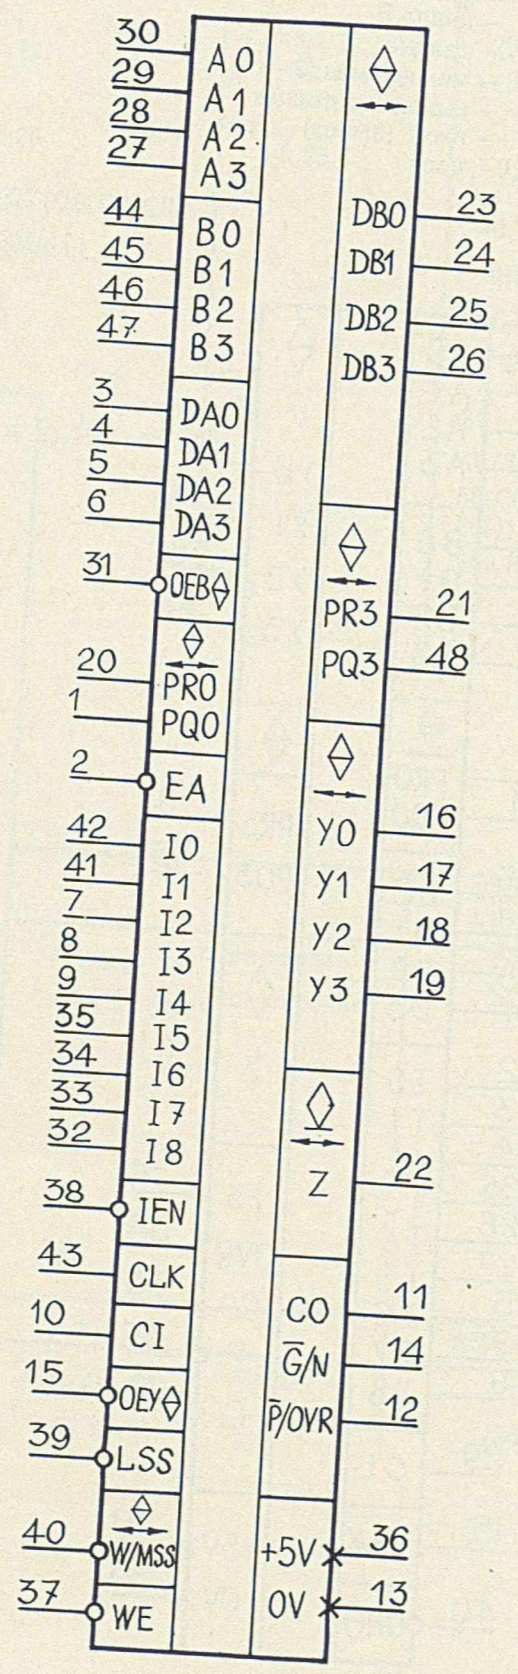 30 A0
29 A1
28 A2
27 A3
44 B0
45 B1
46 B2
47 B3
3 DA0
4 DA1
5 DA2
6 DA3
31 OEB
20 PR0
1 PQ0
2 EA
42 I0
41 I1
7 I2
8 I3
9 I4
35 I5
34 I6
33 I7
32 I8
38 IEN
43 CLK
10 CI
15 OEY
39 LSS
40 W/MSS
37 WE
DB0 23
DB1 24
DB2 25
DB3 26
PR3 21
PQ3 48
Y0 16
Y1 17
Y2 18
Y3 19
Z 22
CO 11
G̅/N 14
P̅/OVR 12
+5V 36
0V 13